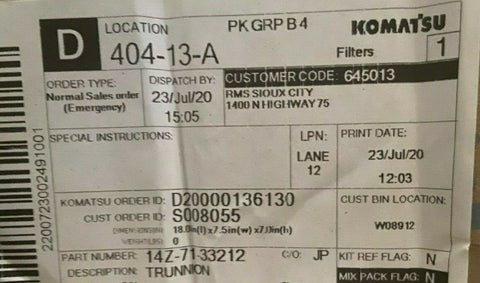 LOCATION PK GRP B 4 KOMATSU
D 404-13-A Filters 1
ORDER TYPE: DISPATCH BY: CUSTOMER CODE: 645013
Normal Sales order 23/Jul/20 RMS SIOUX CITY
(Emergency) 15:05 1400 N HIGHWAY 75
SPECIAL INSTRUCTIONS: LPN: PRINT DATE:
LANE 23/Jul/20
12 12:03
KOMATSU ORDER ID: D20000136130 CUST BIN LOCATION:
CUST ORDER ID: S008055 W08912
DIMENSIONS(IN): 18.0in(l) x7.5in(w) x7.0in(h)
WEIGHT(LBS): 0
PART NUMBER: 14Z-71-33212 C/O: JP KIT REF FLAG: N
DESCRIPTION: TRUNNION MIX PACK FLAG: N
2200723002491001